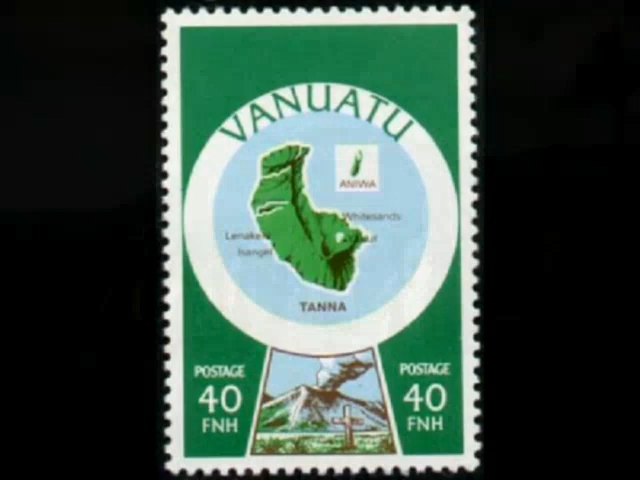 VANUATU
ANIWA
Whitesands
Lenakel
Isangel
TANNA
POSTAGE
40
FNH
POSTAGE
40
FNH